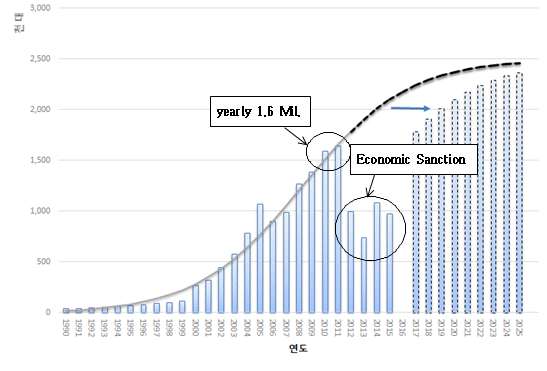 천 대
3,000
2,500
2,000
1,500
1,000
500
0
yearly 1.6 Mil.
Economic Sanction
1990 1991 1992 1993 1994 1995 1996 1997 1998 1999 2000 2001 2002 2003 2004 2005 2006 2007 2008 2009 2010 2011 2012 2013 2014 2015 2016 2017 2018 2019 2020 2021 2022 2023 2024 2025
연도